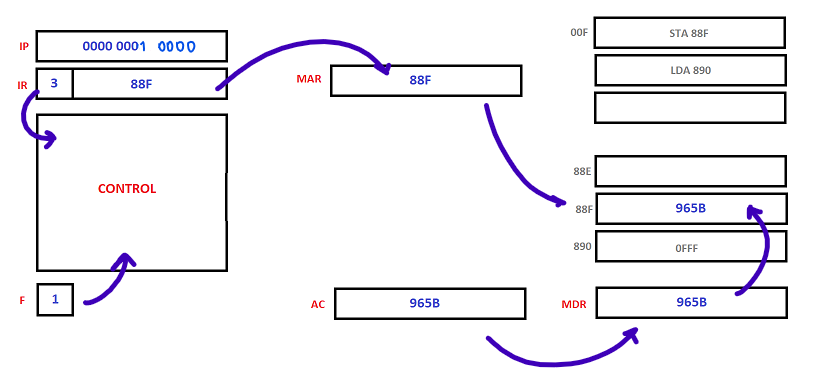 IP 0000 0001 0000
IR 3 88F
CONTROL
F 1
MAR 88F
AC 965B
00F STA 88F
LDA 890
88E
88F 965B
890 0FFF
MDR 965B